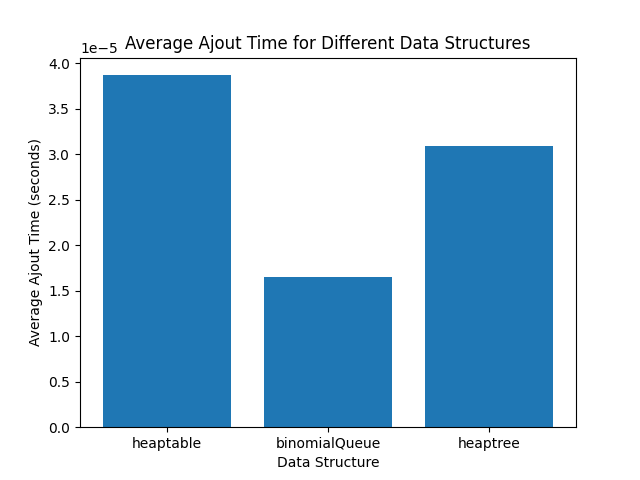 Average Ajout Time for Different Data Structures
1e−5
4.0
3.5
3.0
2.5
2.0
1.5
1.0
0.5
0.0
Average Ajout Time (seconds)
heaptable binomialQueue heaptree
Data Structure